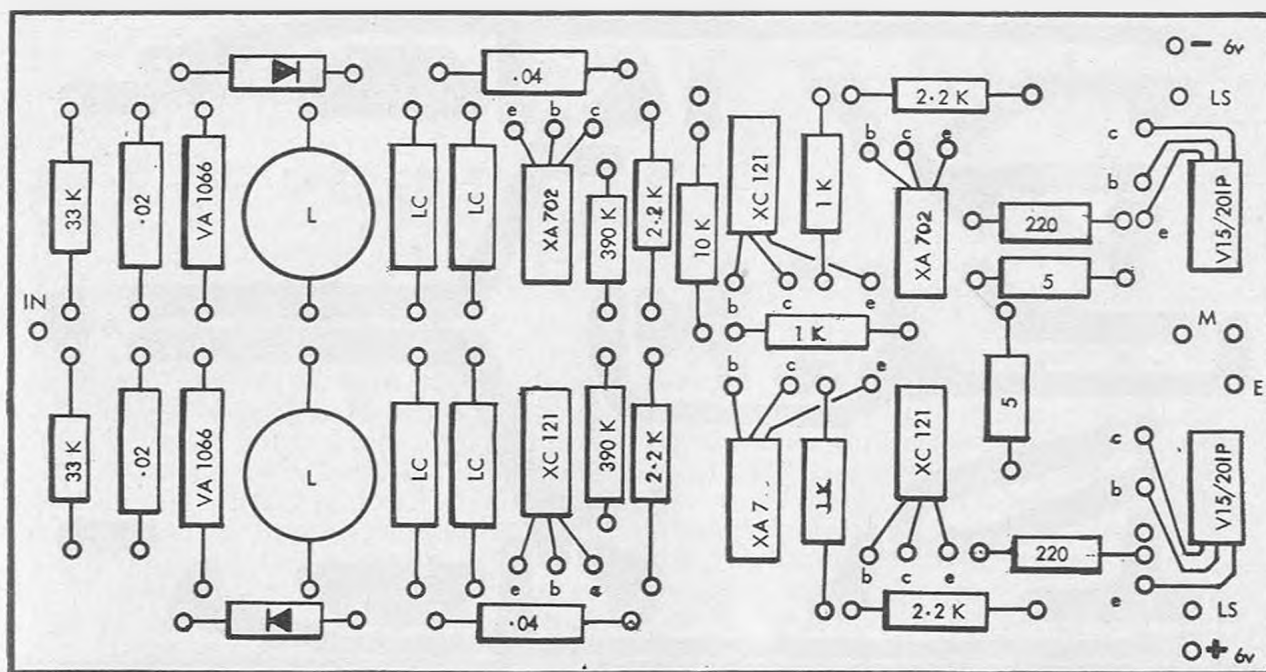 - 6v
LS
.04
2.2 K
e b c
b c e
c
b
e
33 K
.02
VA 1066
L
LC
LC
XA702
390 K
2.2 K
10 K
XC 121
1 K
XA 702
220
5
V15/201P
IN
b c e
1 K
M
E
b c e
33 K
.02
VA 1066
L
LC
LC
XC 121
390 K
2.2 K
XA 7..
1 K
XC 121
5
c
b
e
V15/201P
220
e b a
b c e
.04
2.2 K
LS
+ 6v